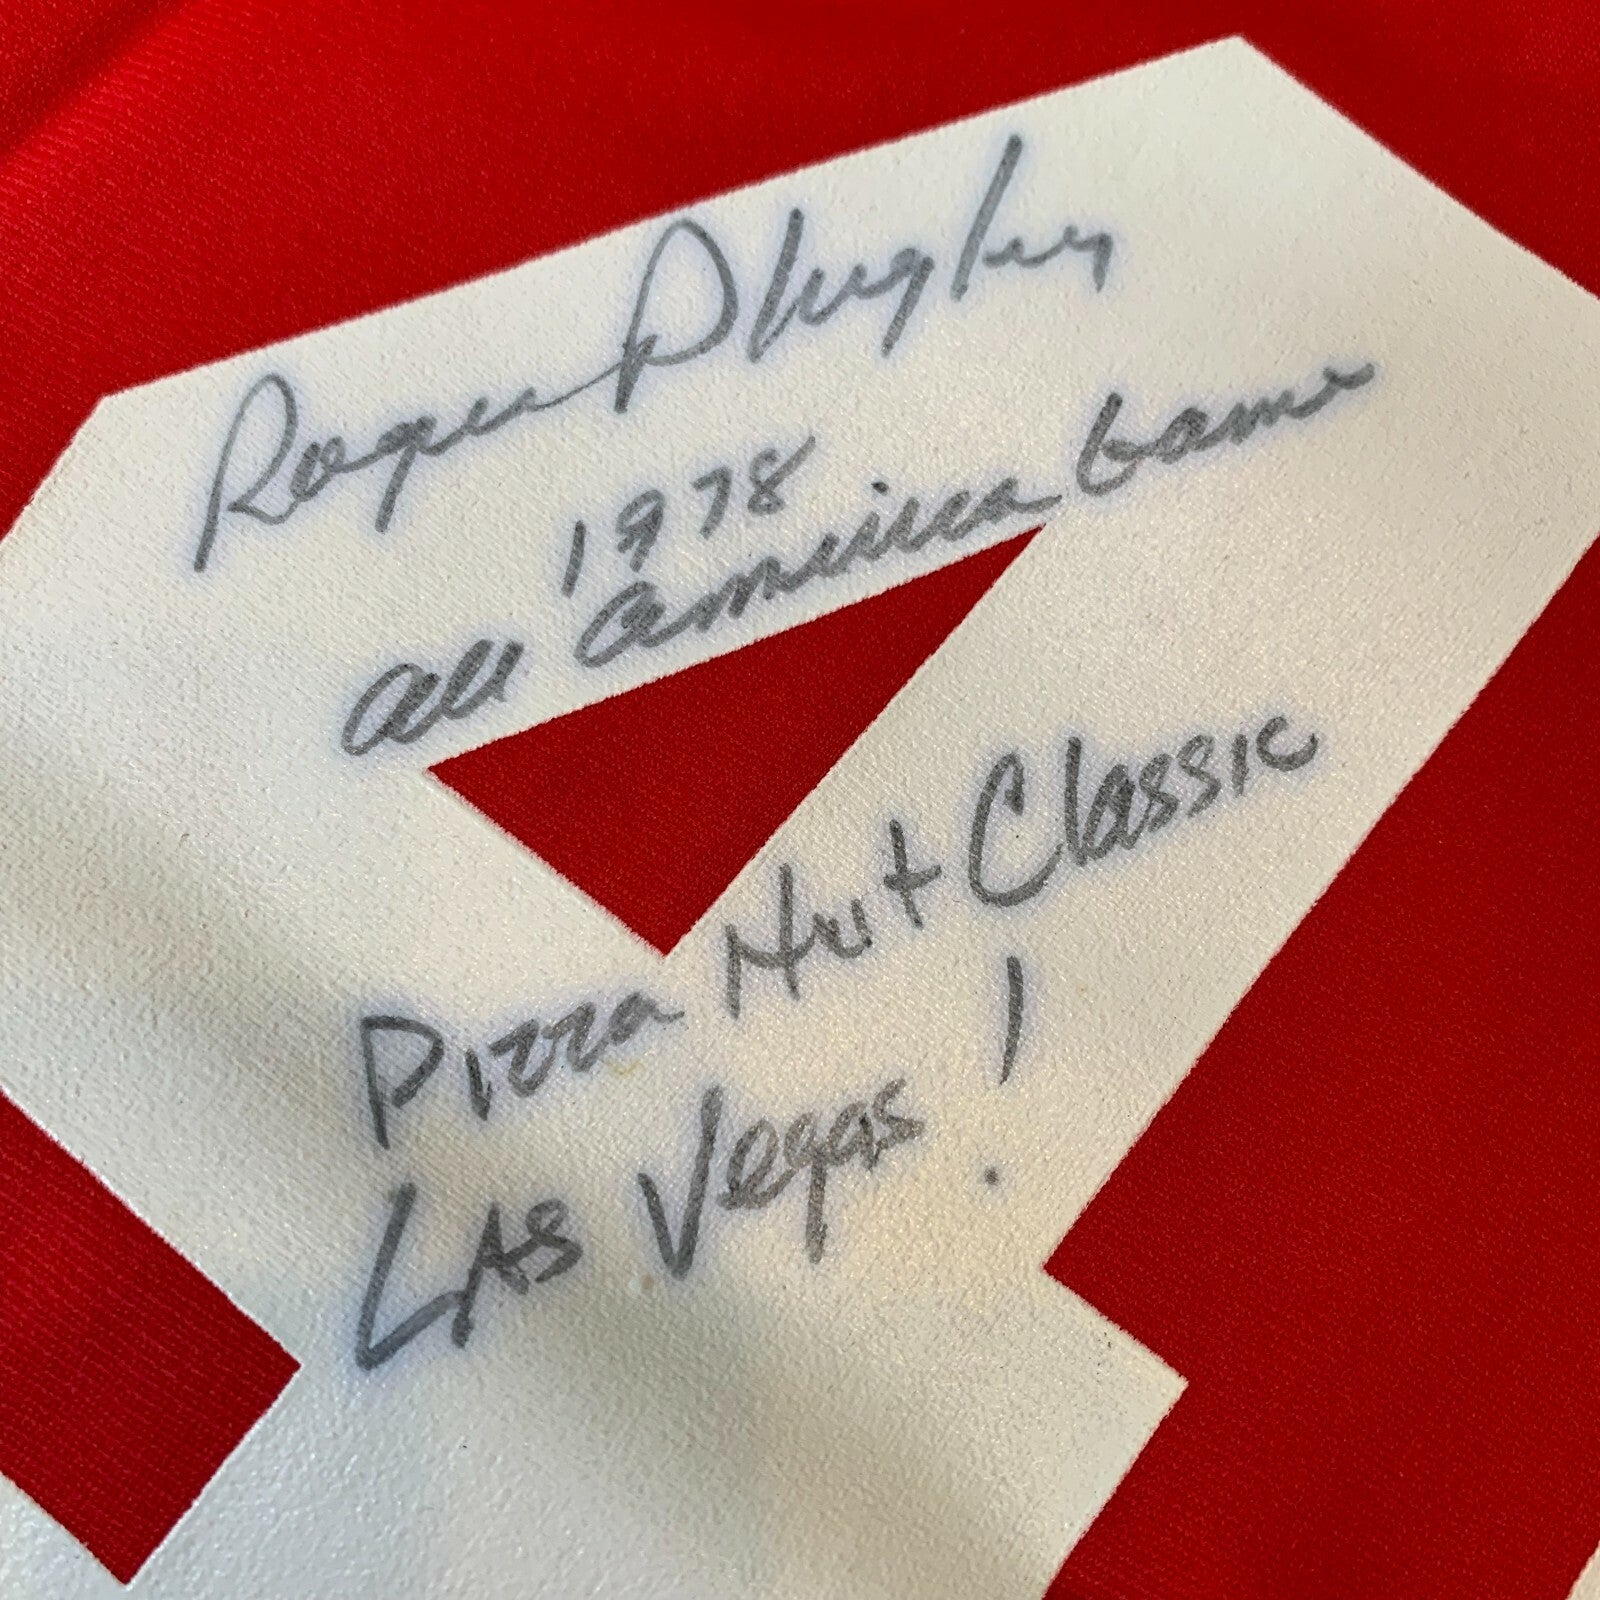 Roger Phegley
1978
All America Game
Pizza Hut Classic
LAS Vegas !